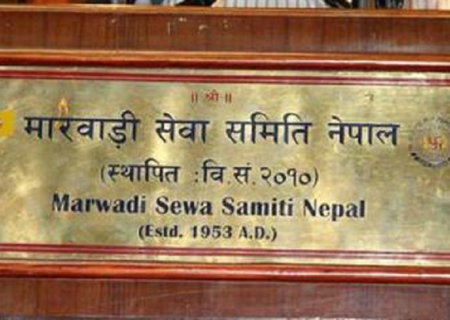 ॥ श्री ॥
मारवाड़ी सेवा समिति नेपाल
(स्थापित :वि.सं.२०१०)
Marwadi Sewa Samiti Nepal
(Estd. 1953 A.D.)